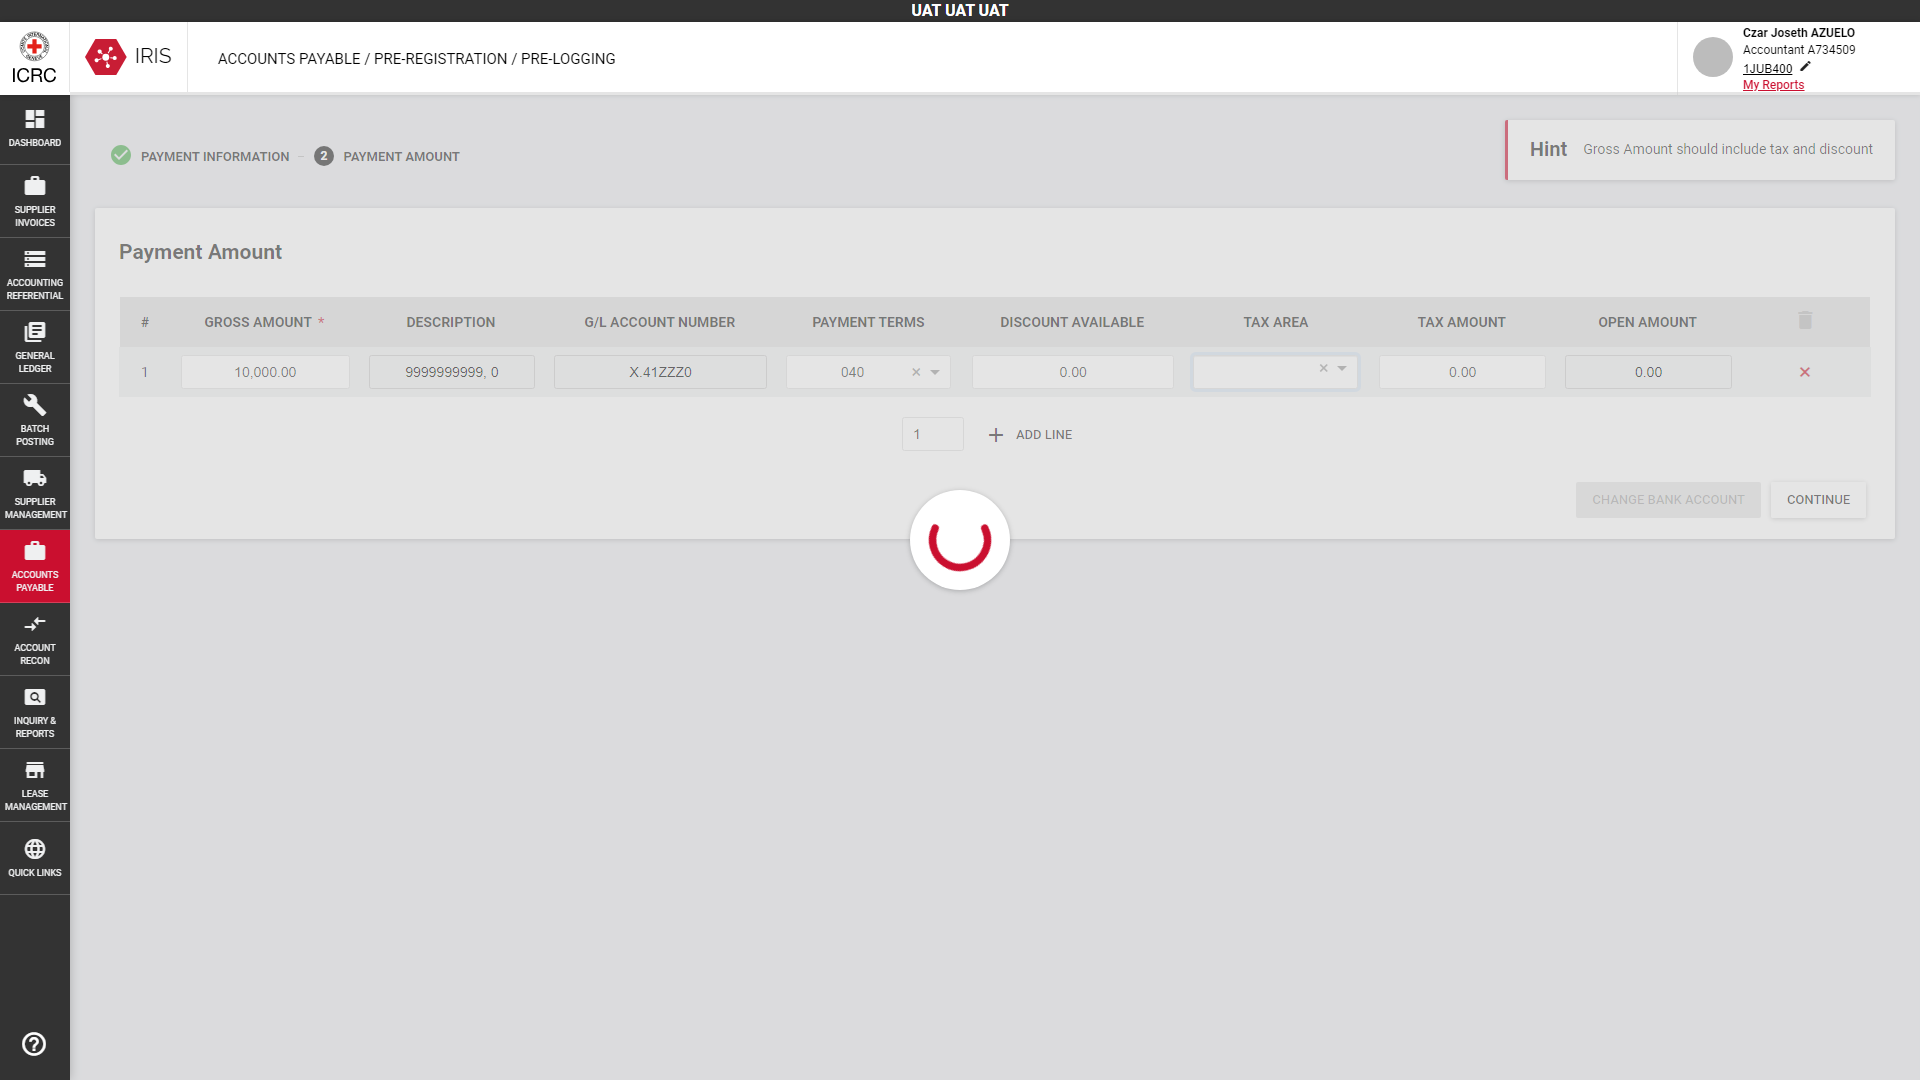 UAT UAT UAT
ICRC
IRIS
ACCOUNTS PAYABLE / PRE-REGISTRATION / PRE-LOGGING
Czar Joseth AZUELO
Accountant A734509
1JUB400
My Reports
DASHBOARD
SUPPLIER
INVOICES
ACCOUNTING
REFERENTIAL
GENERAL
LEDGER
BATCH
POSTING
SUPPLIER
MANAGEMENT
ACCOUNTS
PAYABLE
ACCOUNT
RECON
INQUIRY &
REPORTS
LEASE
MANAGEMENT
QUICK LINKS
PAYMENT INFORMATION
2 PAYMENT AMOUNT
Hint Gross Amount should include tax and discount
Payment Amount
# GROSS AMOUNT * DESCRIPTION G/L ACCOUNT NUMBER PAYMENT TERMS DISCOUNT AVAILABLE TAX AREA TAX AMOUNT OPEN AMOUNT
1 10,000.00 9999999999, 0 X.41ZZZ0 040 0.00 0.00 0.00
1 ADD LINE
CHANGE BANK ACCOUNT CONTINUE